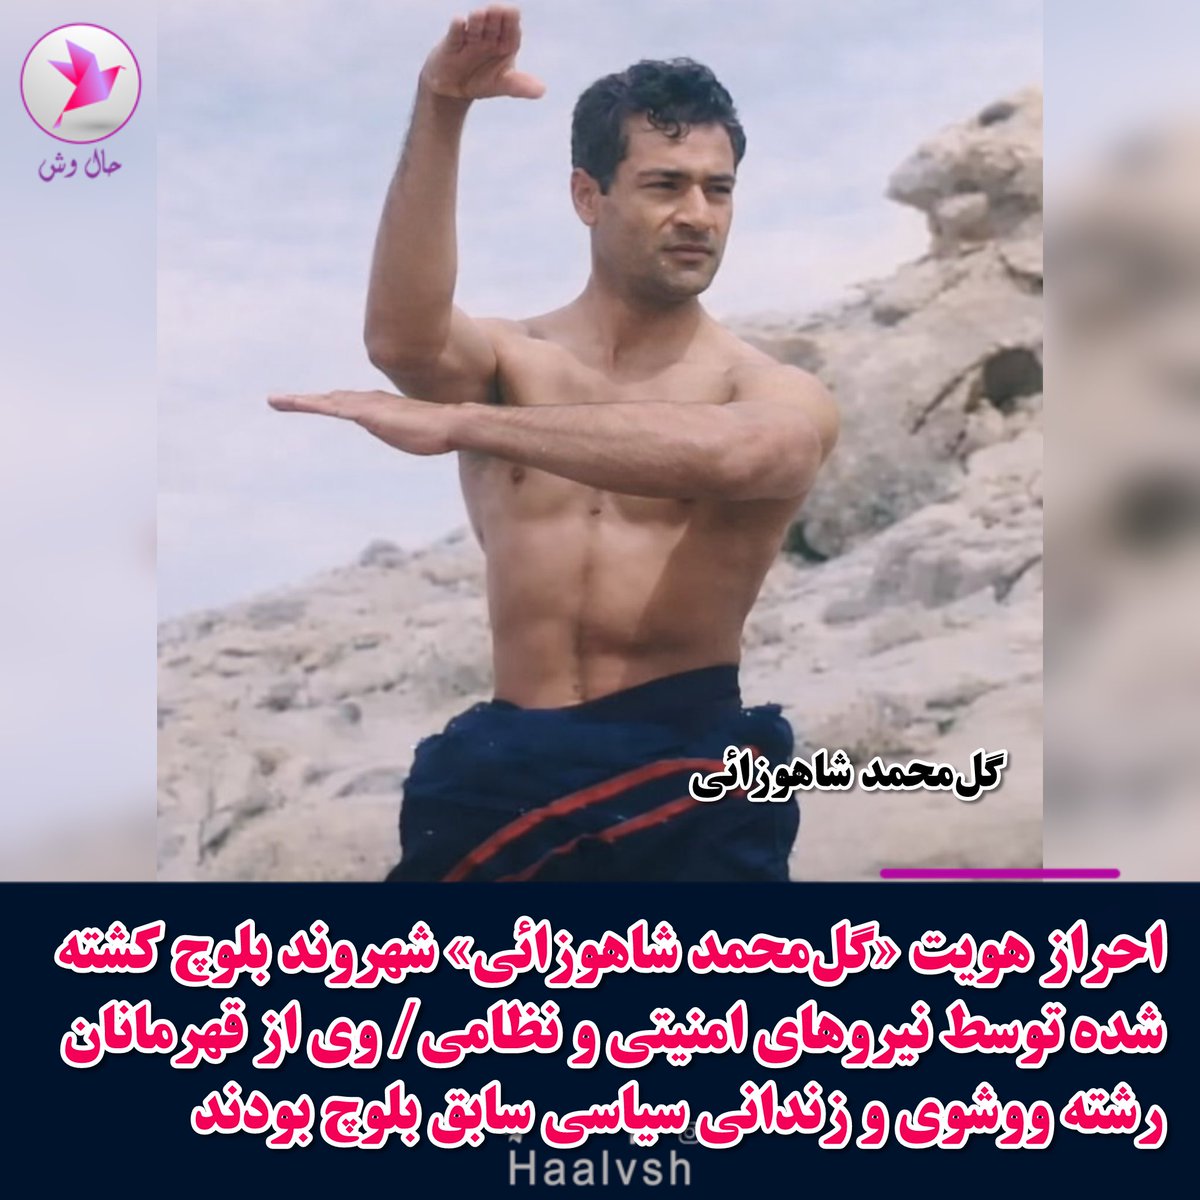 حال وش
گل‌محمد شاهوزائی
احراز هویت «گل‌محمد شاهوزائی» شهروند بلوچ کشته
شده توسط نیروهای امنیتی و نظامی/ وی از قهرمانان
رشته ووشوی و زندانی سیاسی سابق بلوچ بودند
Haalvsh